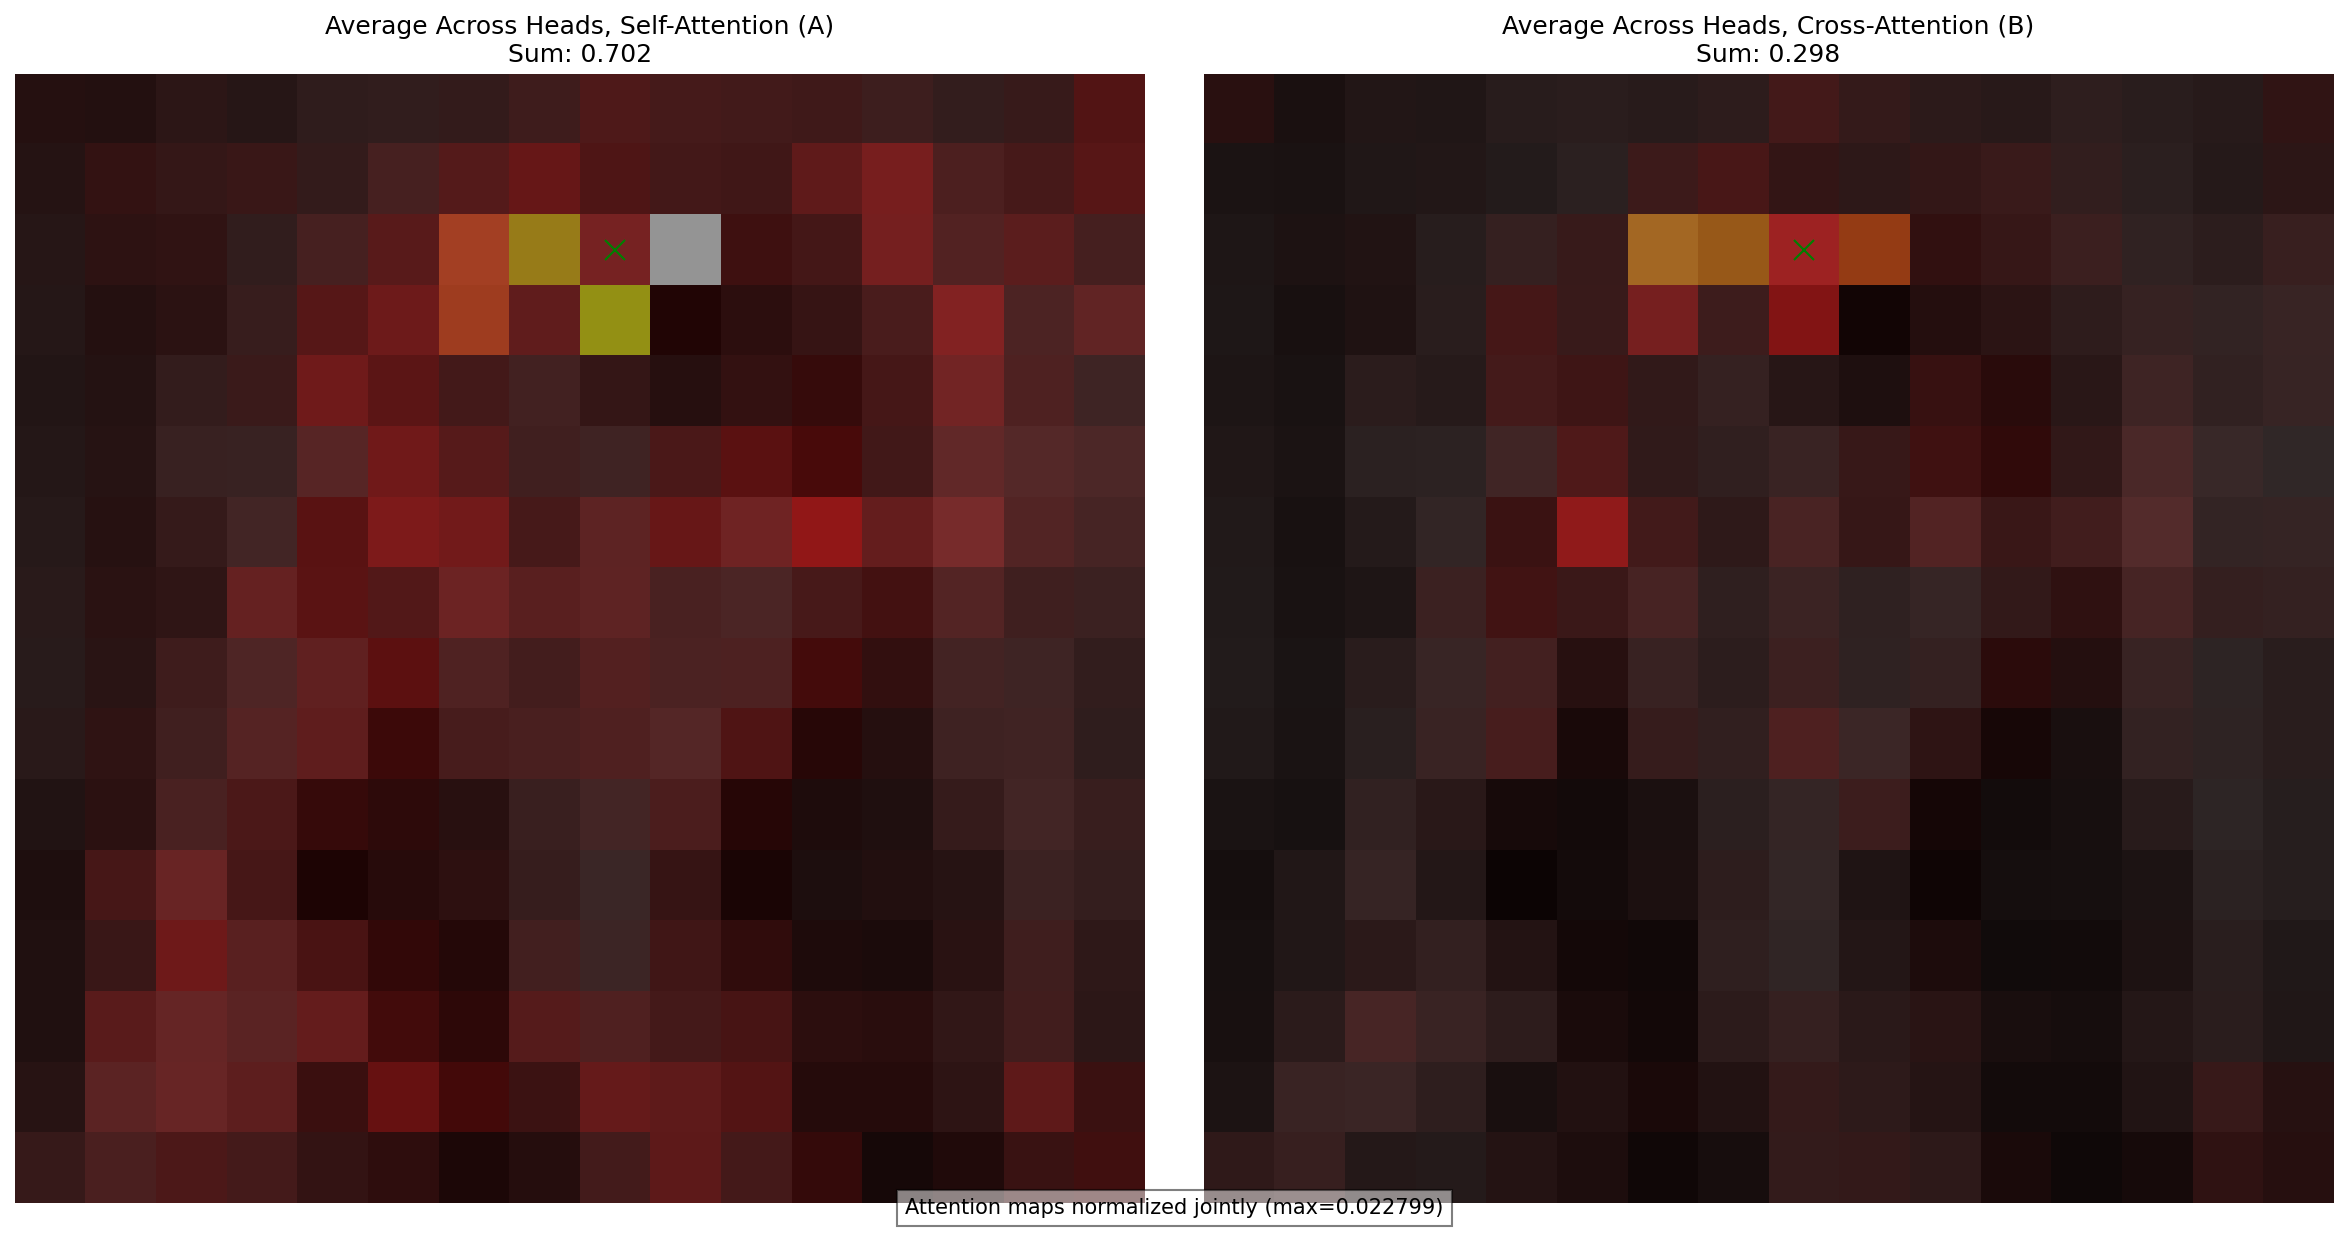 Average Across Heads, Self-Attention (A)
Sum: 0.702
Average Across Heads, Cross-Attention (B)
Sum: 0.298
Attention maps normalized jointly (max=0.022799)